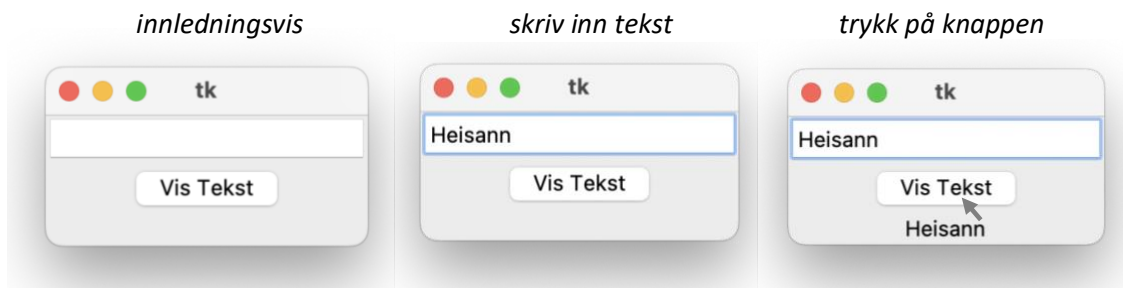 innledningsvis
skriv inn tekst
trykk på knappen
tk
tk
tk
Heisann
Heisann
Vis Tekst
Vis Tekst
Vis Tekst
Heisann